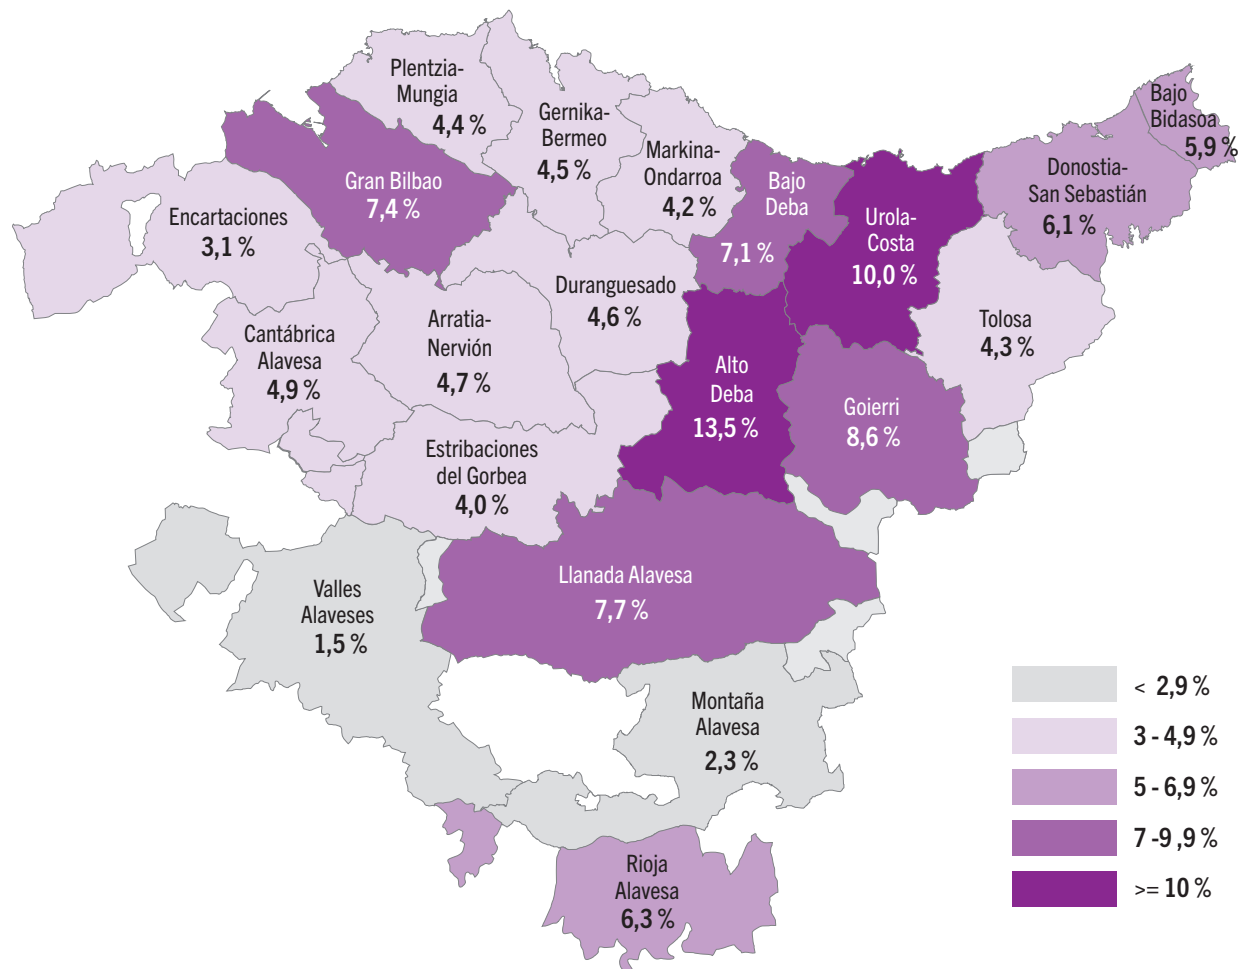 Plentzia-
Mungia
4,4 %
Gernika-
Bermeo
4,5 %
Markina-
Ondarroa
4,2 %
Bajo
Deba
7,1 %
Urola-
Costa
10,0 %
Donostia-
San Sebastián
6,1 %
Bajo
Bidasoa
5,9 %
Gran Bilbao
7,4 %
Encartaciones
3,1 %
Cantábrica
Alavesa
4,9 %
Arratia-
Nervión
4,7 %
Duranguesado
4,6 %
Alto
Deba
13,5 %
Goierri
8,6 %
Tolosa
4,3 %
Estribaciones
del Gorbea
4,0 %
Llanada Alavesa
7,7 %
Valles
Alaveses
1,5 %
Montaña
Alavesa
2,3 %
Rioja
Alavesa
6,3 %
< 2,9 %
3 - 4,9 %
5 - 6,9 %
7 -9 ,9 %
>= 10 %